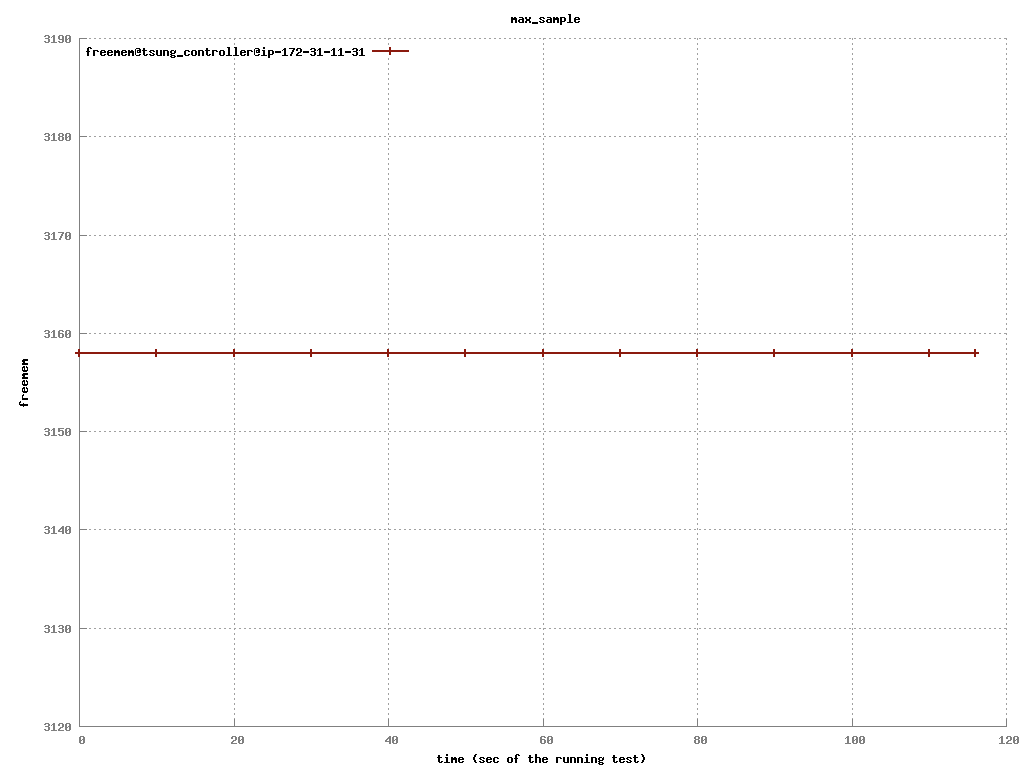 max_sample
freemem@tsung_controller@ip-172-31-11-31
3190
3180
3170
3160
3150
3140
3130
3120
freemem
0 20 40 60 80 100 120
time (sec of the running test)